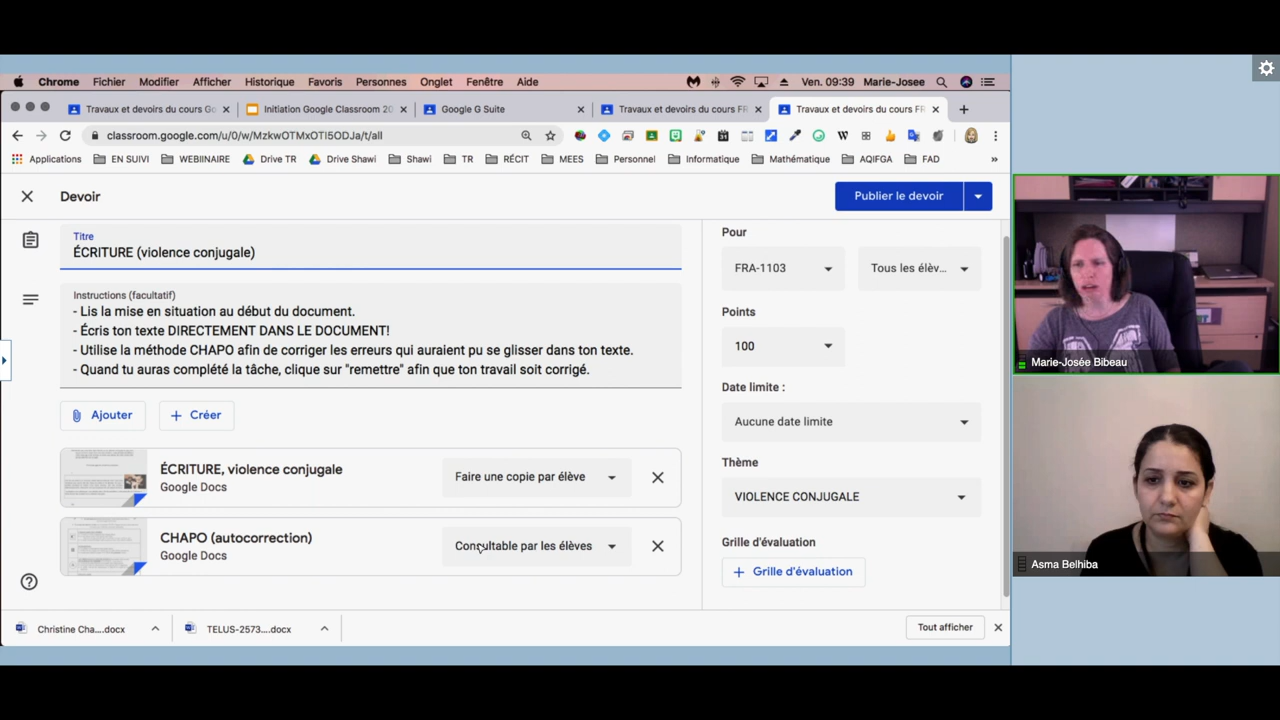 Chrome Fichier Modifier Afficher Historique Favoris Personnes Onglet Fenêtre Aide Ven. 09:39 Marie-Josee
Travaux et devoirs du cours Go Initiation Google Classroom 20 Google G Suite Travaux et devoirs du cours FR Travaux et devoirs du cours FR
classroom.google.com/u/0/w/MzkwOTMxOTI5ODJa/t/all
Applications EN SUIVI WEBINNAIRE Drive TR Drive Shawi Shawi TR RÉCIT MEES Personnel Informatique Mathématique AQIFGA FAD
Devoir
Publier le devoir
Titre
ÉCRITURE (violence conjugale)
Instructions (facultatif)
- Lis la mise en situation au début du document.
- Écris ton texte DIRECTEMENT DANS LE DOCUMENT!
- Utilise la méthode CHAPO afin de corriger les erreurs qui auraient pu se glisser dans ton texte.
- Quand tu auras complété la tâche, clique sur "remettre" afin que ton travail soit corrigé.
Ajouter
Créer
ÉCRITURE, violence conjugale
Google Docs
Faire une copie par élève
CHAPO (autocorrection)
Google Docs
Consultable par les élèves
Pour
FRA-1103
Tous les élèv...
Points
100
Date limite :
Aucune date limite
Thème
VIOLENCE CONJUGALE
Grille d'évaluation
Grille d'évaluation
Christine Cha....docx
TELUS-2573....docx
Tout afficher
Marie-Josée Bibeau
Asma Belhiba